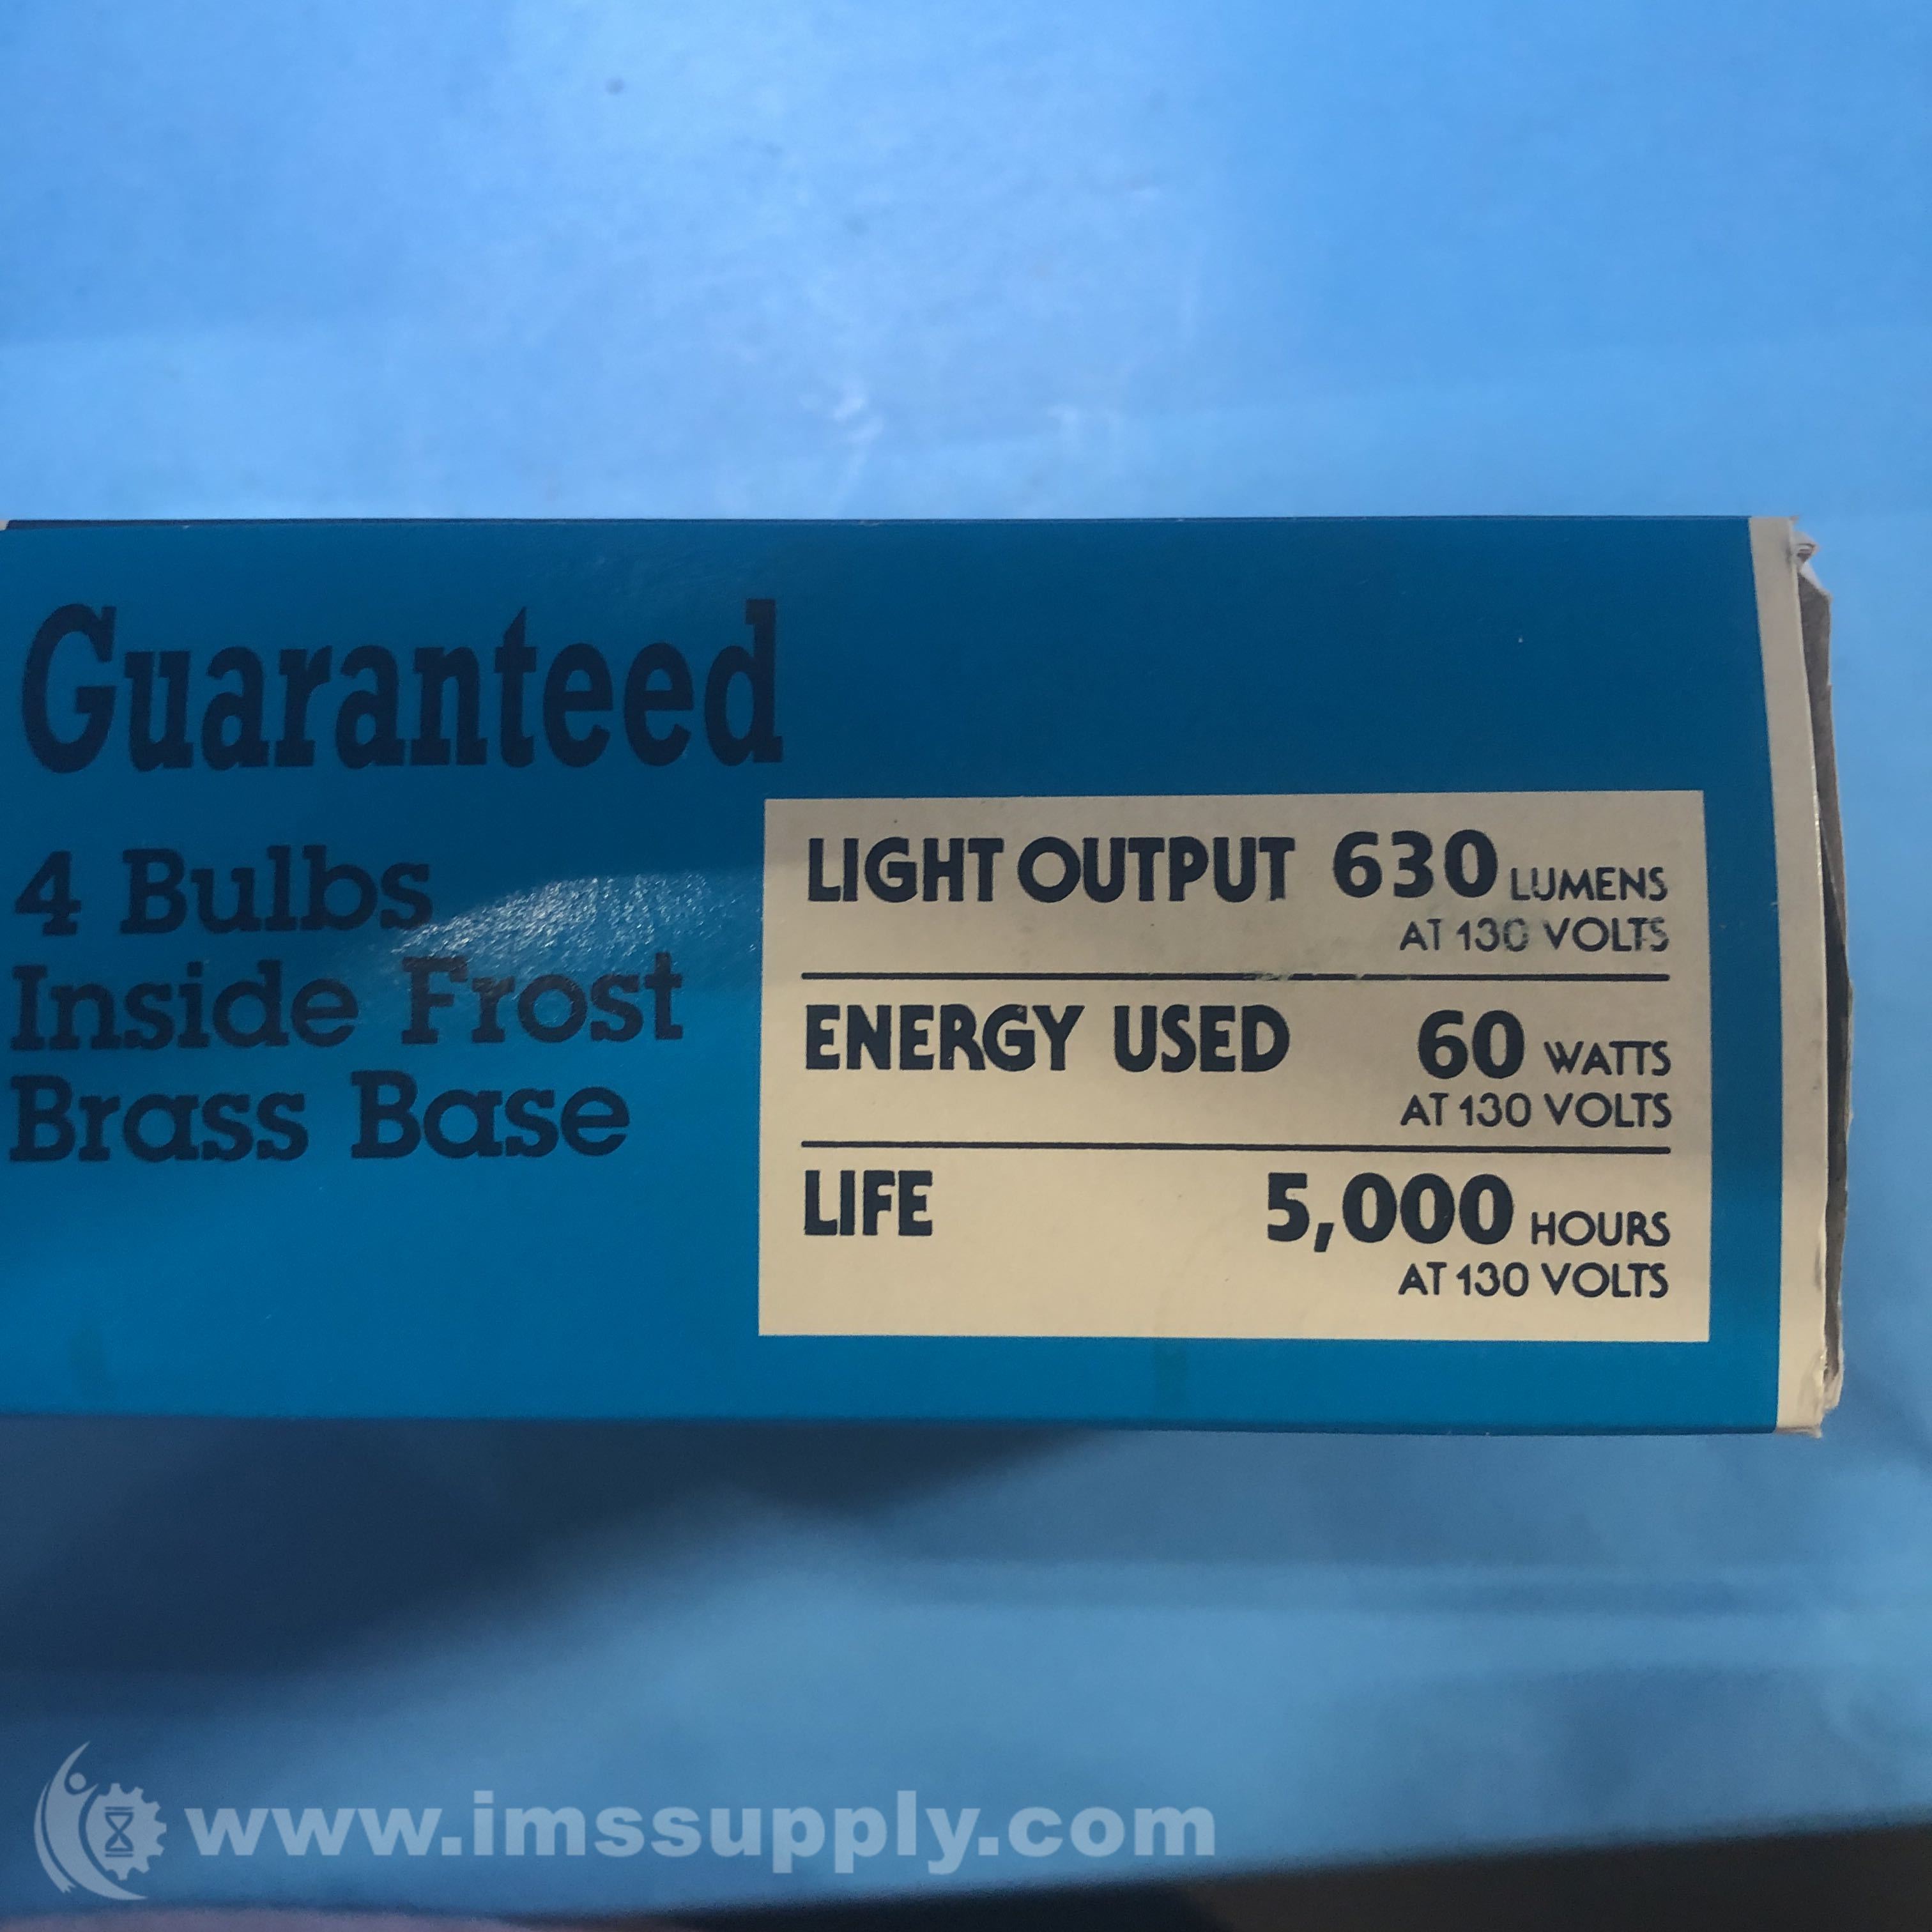 Guaranteed
4 Bulbs
Inside Frost
Brass Base
LIGHT OUTPUT 630 LUMENS
AT 130 VOLTS
ENERGY USED 60 WATTS
AT 130 VOLTS
LIFE 5,000 HOURS
AT 130 VOLTS
www.imssupply.com